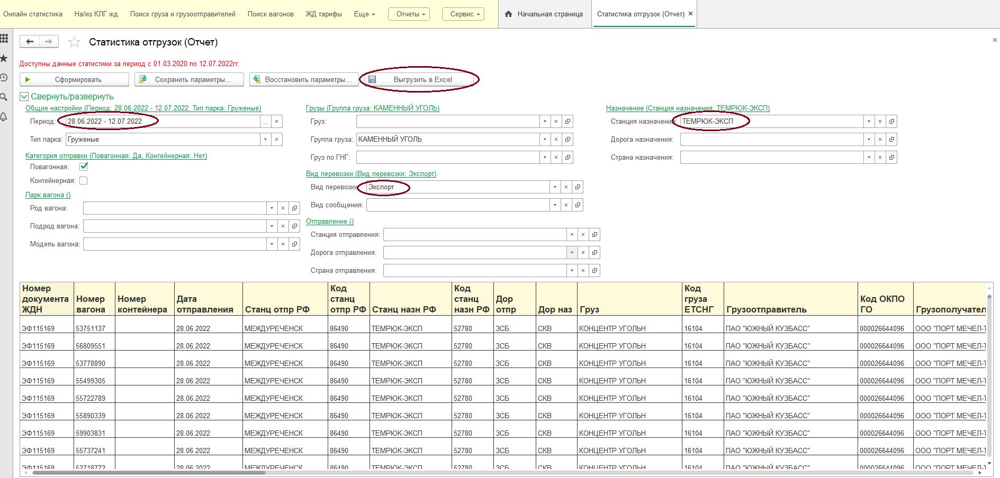 Онлайн статистика На/из КЛГ жд Поиск груза и грузоотправителей Поиск вагонов ЖД тарифы Еще Отчеты Сервис Начальная страница Статистика отгрузок (Отчет) ×
Статистика отгрузок (Отчет)
Доступны данные статистики за период с 01.03.2020 по 12.07.2022гг.
Сформировать Сохранить параметры... Восстановить параметры... Выгрузить в Excel
Свернуть/развернуть
Общие настройки (Период: 28.06.2022 - 12.07.2022, Тип парка: Груженые)
Период: 28.06.2022 - 12.07.2022 ... ×
Тип парка: Груженые ×
Категория отправки (Повагонная: Да, Контейнерная: Нет)
Повагонная:
Контейнерная:
Парк вагона ()
Род вагона: ×
Подрод вагона: ×
Модель вагона: ×
Грузы (Группа груза: КАМЕННЫЙ УГОЛЬ)
Груз: ×
Группа груза: КАМЕННЫЙ УГОЛЬ ×
Груз по ГНГ: ×
Вид перевозки (Вид перевозки: Экспорт)
Вид перевозки Экспорт ×
Вид сообщения: ×
Отправление ()
Станция отправления: ×
Дорога отправления: ×
Страна отправления: ×
Назначение (Станция назначения: ТЕМРЮК-ЭКСП)
Станция назначения: ТЕМРЮК-ЭКСП ×
Дорога назначения: ×
Страна назначения: ×
Номер документа ЖДН Номер вагона Номер контейнера Дата отправления Станц отпр РФ Код станц отпр РФ Станц назн РФ Код станц назн РФ Дор отпр Дор наз Груз Код груза ЕТСНГ Грузоотправитель Код ОКПО ГО Грузополучател
ЭФ115169 53751137 28.06.2022 МЕЖДУРЕЧЕНСК 86490 ТЕМРЮК-ЭКСП 52780 ЗСБ СКВ КОНЦЕНТР УГОЛЬН 16104 ПАО "ЮЖНЫЙ КУЗБАСС" 000026644096 ООО "ПОРТ МЕЧЕЛ-Т
ЭФ115169 56809551 28.06.2022 МЕЖДУРЕЧЕНСК 86490 ТЕМРЮК-ЭКСП 52780 ЗСБ СКВ КОНЦЕНТР УГОЛЬН 16104 ПАО "ЮЖНЫЙ КУЗБАСС" 000026644096 ООО "ПОРТ МЕЧЕЛ-Т
ЭФ115169 53778890 28.06.2022 МЕЖДУРЕЧЕНСК 86490 ТЕМРЮК-ЭКСП 52780 ЗСБ СКВ КОНЦЕНТР УГОЛЬН 16104 ПАО "ЮЖНЫЙ КУЗБАСС" 000026644096 ООО "ПОРТ МЕЧЕЛ-Т
ЭФ115169 55499305 28.06.2022 МЕЖДУРЕЧЕНСК 86490 ТЕМРЮК-ЭКСП 52780 ЗСБ СКВ КОНЦЕНТР УГОЛЬН 16104 ПАО "ЮЖНЫЙ КУЗБАСС" 000026644096 ООО "ПОРТ МЕЧЕЛ-Т
ЭФ115169 55722789 28.06.2022 МЕЖДУРЕЧЕНСК 86490 ТЕМРЮК-ЭКСП 52780 ЗСБ СКВ КОНЦЕНТР УГОЛЬН 16104 ПАО "ЮЖНЫЙ КУЗБАСС" 000026644096 ООО "ПОРТ МЕЧЕЛ-Т
ЭФ115169 55890339 28.06.2022 МЕЖДУРЕЧЕНСК 86490 ТЕМРЮК-ЭКСП 52780 ЗСБ СКВ КОНЦЕНТР УГОЛЬН 16104 ПАО "ЮЖНЫЙ КУЗБАСС" 000026644096 ООО "ПОРТ МЕЧЕЛ-Т
ЭФ115169 59903831 28.06.2022 МЕЖДУРЕЧЕНСК 86490 ТЕМРЮК-ЭКСП 52780 ЗСБ СКВ КОНЦЕНТР УГОЛЬН 16104 ПАО "ЮЖНЫЙ КУЗБАСС" 000026644096 ООО "ПОРТ МЕЧЕЛ-Т
ЭФ115169 55737241 28.06.2022 МЕЖДУРЕЧЕНСК 86490 ТЕМРЮК-ЭКСП 52780 ЗСБ СКВ КОНЦЕНТР УГОЛЬН 16104 ПАО "ЮЖНЫЙ КУЗБАСС" 000026644096 ООО "ПОРТ МЕЧЕЛ-Т
ЭФ115169 52718772 28.06.2022 МЕЖДУРЕЧЕНСК 86490 ТЕМРЮК-ЭКСП 52780 ЗСБ СКВ КОНЦЕНТР УГОЛЬН 16104 ПАО "ЮЖНЫЙ КУЗБАСС" 000026644096 ООО "ПОРТ МЕЧЕЛ-Т